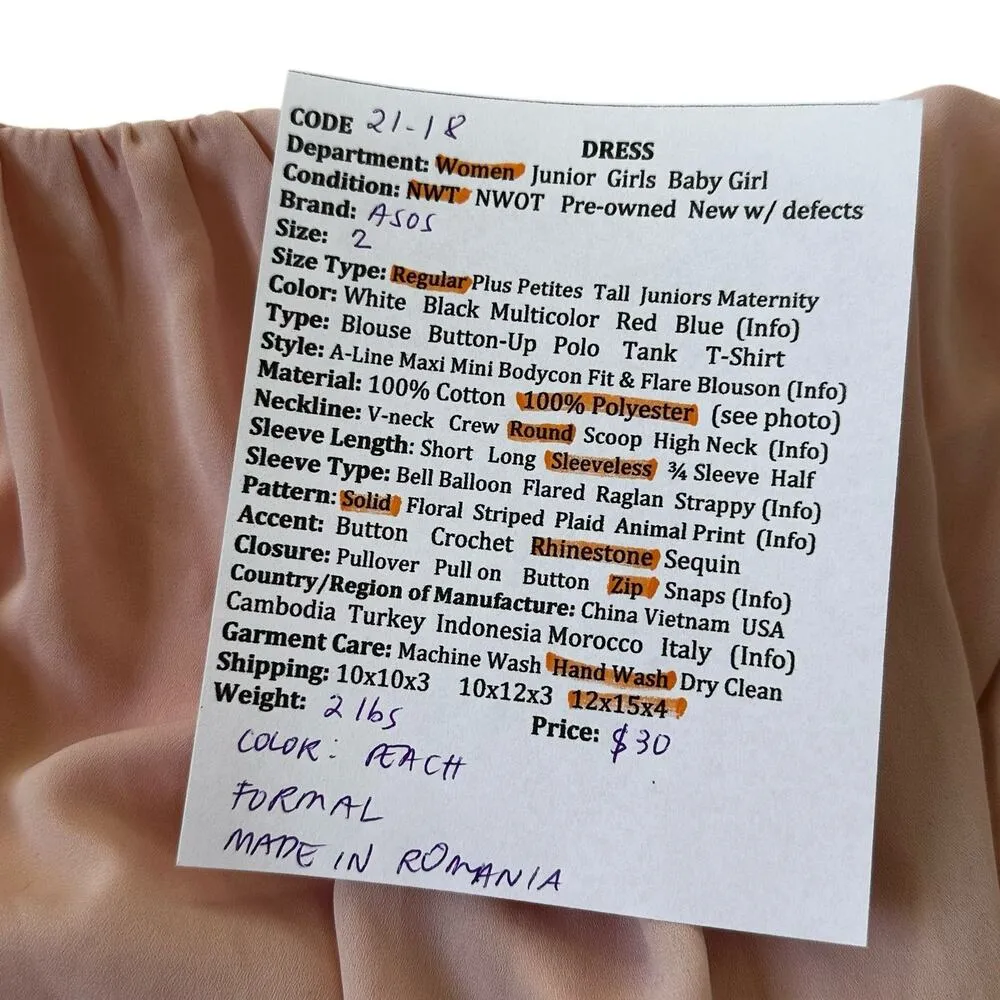 CODE 21-18
DRESS
Department: Women Junior Girls Baby Girl
Condition: NWT NWOT Pre-owned New w/ defects
Brand: ASOS
Size: 2
Size Type: Regular Plus Petites Tall Juniors Maternity
Color: White Black Multicolor Red Blue (Info)
Type: Blouse Button-Up Polo Tank T-Shirt
Style: A-Line Maxi Mini Bodycon Fit & Flare Blouson (Info)
Material: 100% Cotton 100% Polyester (see photo)
Neckline: V-neck Crew Round Scoop High Neck (Info)
Sleeve Length: Short Long Sleeveless ¾ Sleeve Half
Sleeve Type: Bell Balloon Flared Raglan Strappy (Info)
Pattern: Solid Floral Striped Plaid Animal Print (Info)
Accent: Button Crochet Rhinestone Sequin
Closure: Pullover Pull on Button Zip Snaps (Info)
Country/Region of Manufacture: China Vietnam USA
Cambodia Turkey Indonesia Morocco Italy (Info)
Garment Care: Machine Wash Hand Wash Dry Clean
Shipping: 10x10x3 10x12x3 12x15x4
Weight: 2 lbs Price: $30
COLOR: PEACH
FORMAL
MADE IN ROMANIA